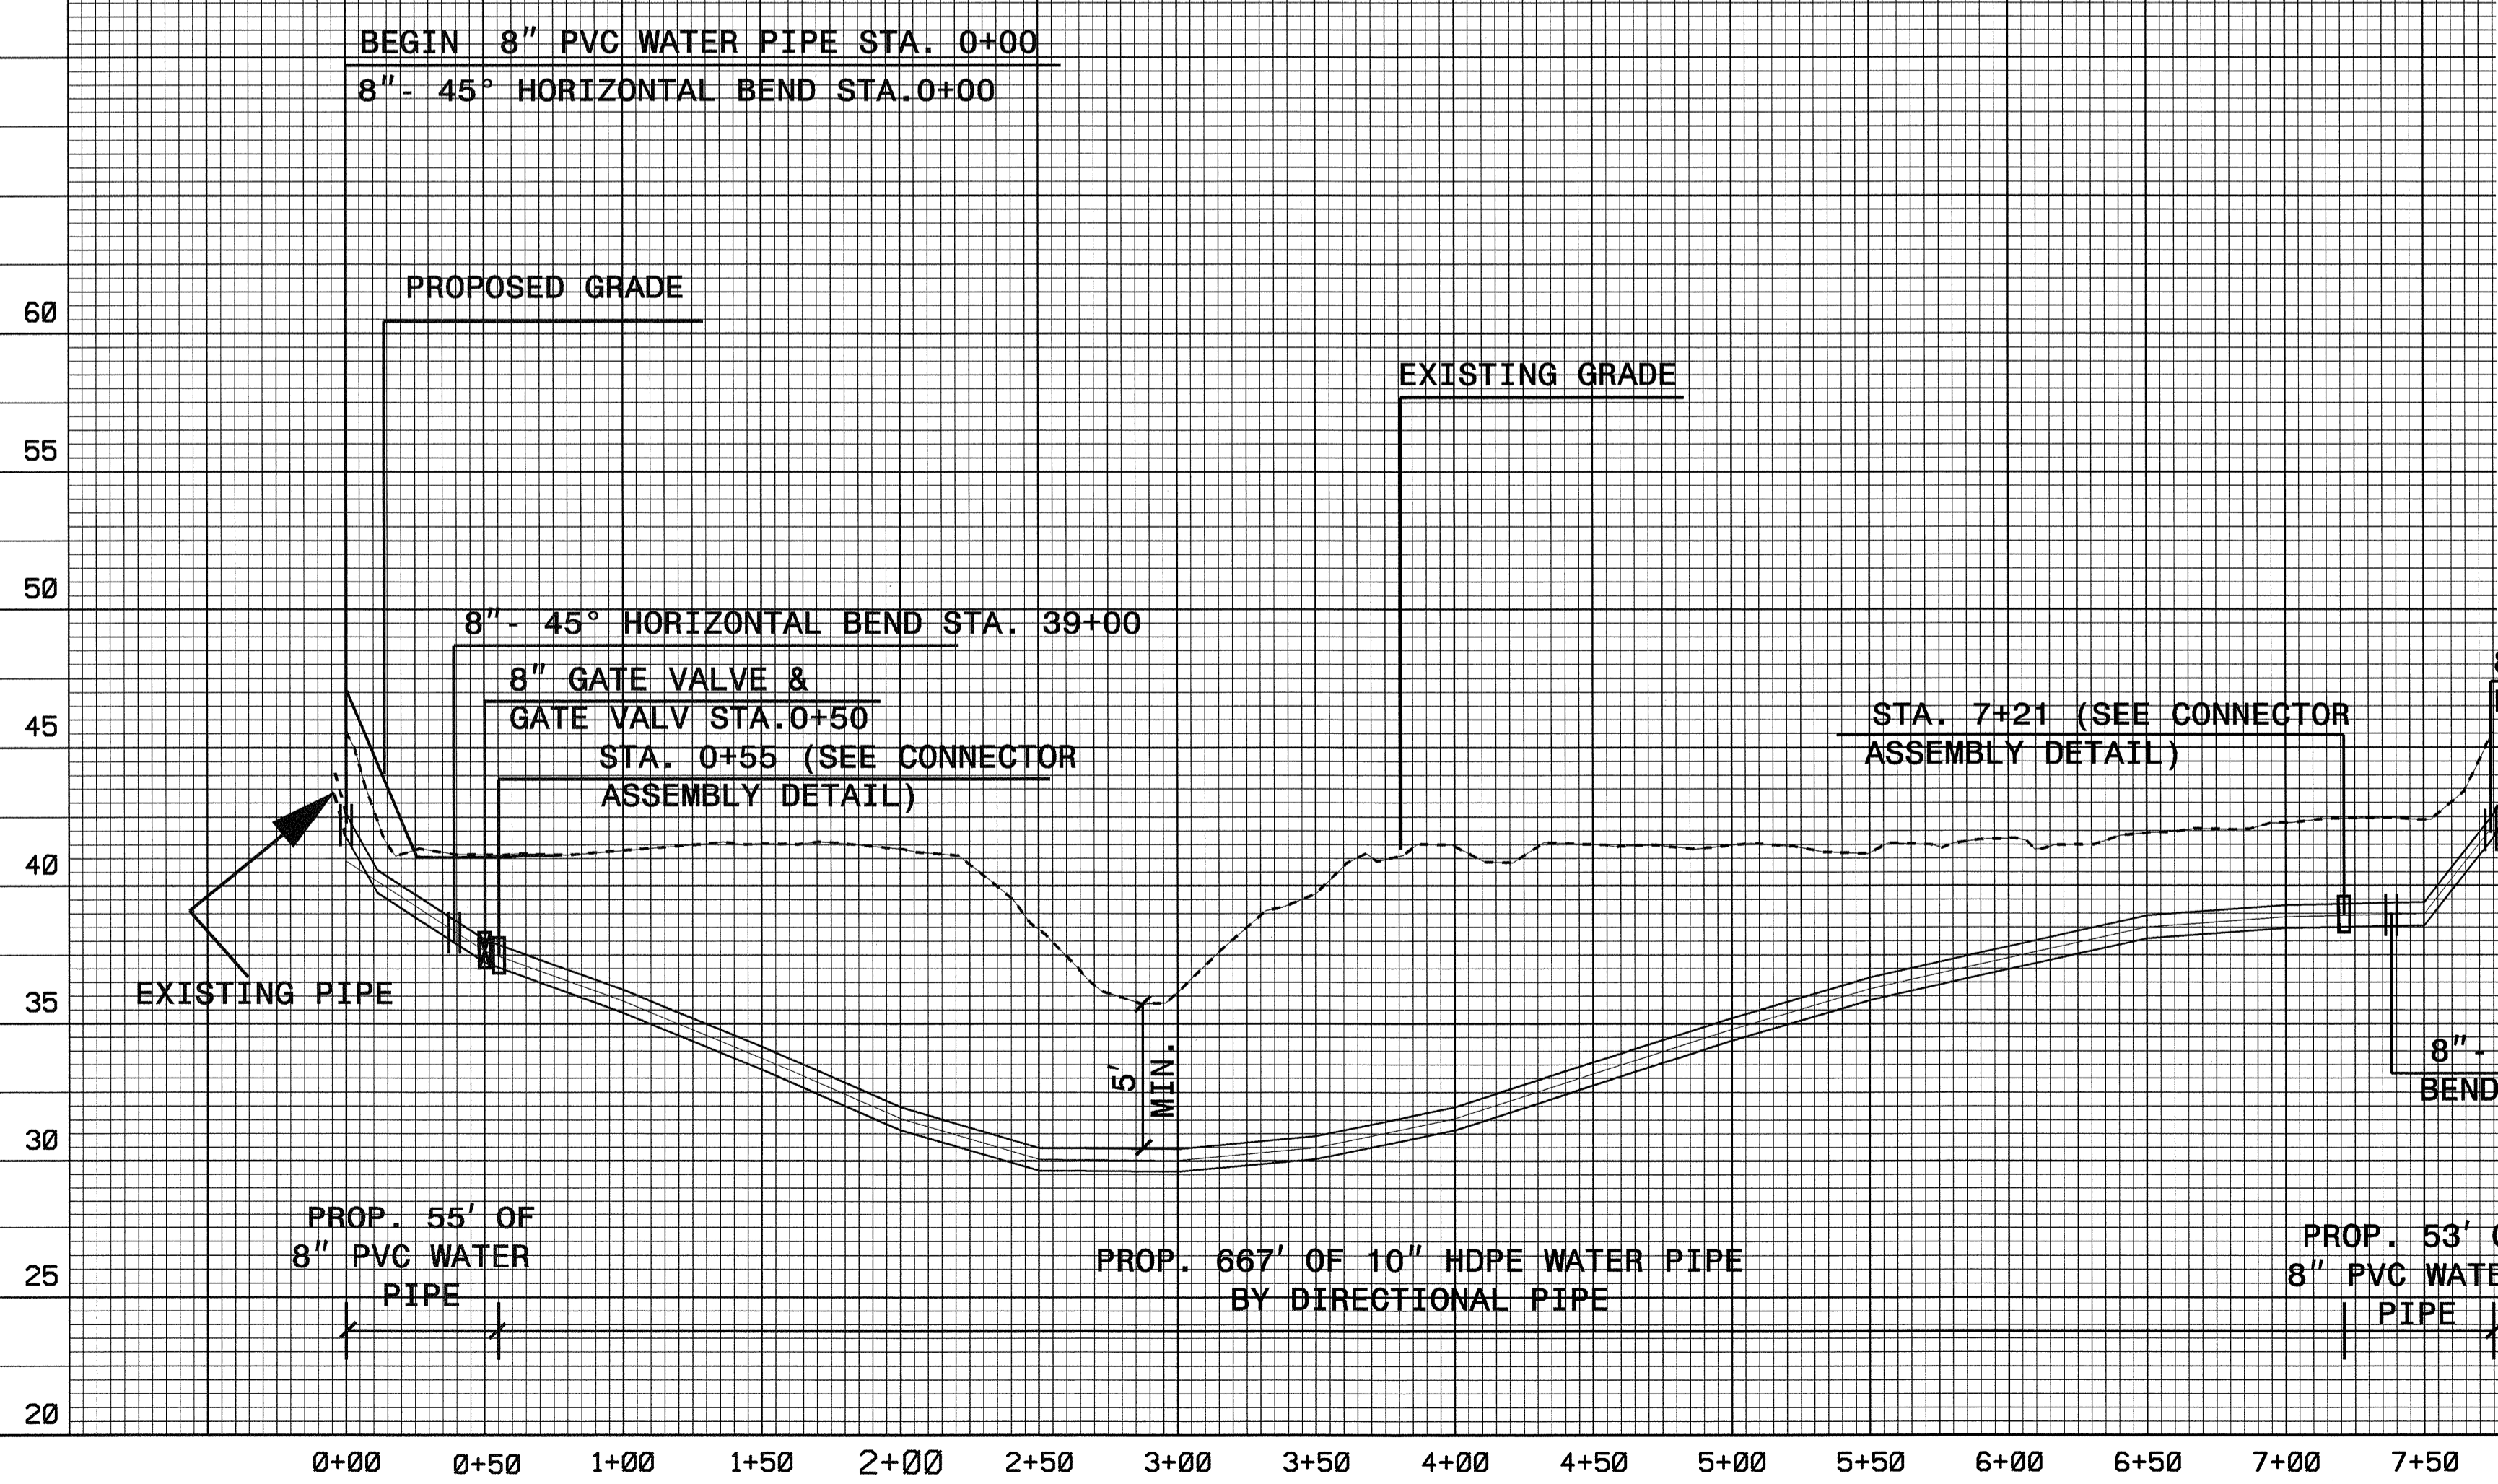 BEGIN 8" PVC WATER PIPE STA. 0+00
8"- 45° HORIZONTAL BEND STA.0+00
PROPOSED GRADE
60
EXISTING GRADE
55
50
8"- 45° HORIZONTAL BEND STA. 39+00
8" GATE VALVE &
GATE VALV STA.0+50
45
STA. 0+55 (SEE CONNECTOR
ASSEMBLY DETAIL)
STA. 7+21 (SEE CONNECTOR
ASSEMBLY DETAIL)
40
EXISTING PIPE
35
5'
MIN.
8"-
BEND
30
PROP. 55' OF
8" PVC WATER
PIPE
PROP. 667' OF 10" HDPE WATER PIPE
BY DIRECTIONAL PIPE
PROP. 53'
8" PVC WATE
PIPE
25
20
0+00 0+50 1+00 1+50 2+00 2+50 3+00 3+50 4+00 4+50 5+00 5+50 6+00 6+50 7+00 7+50